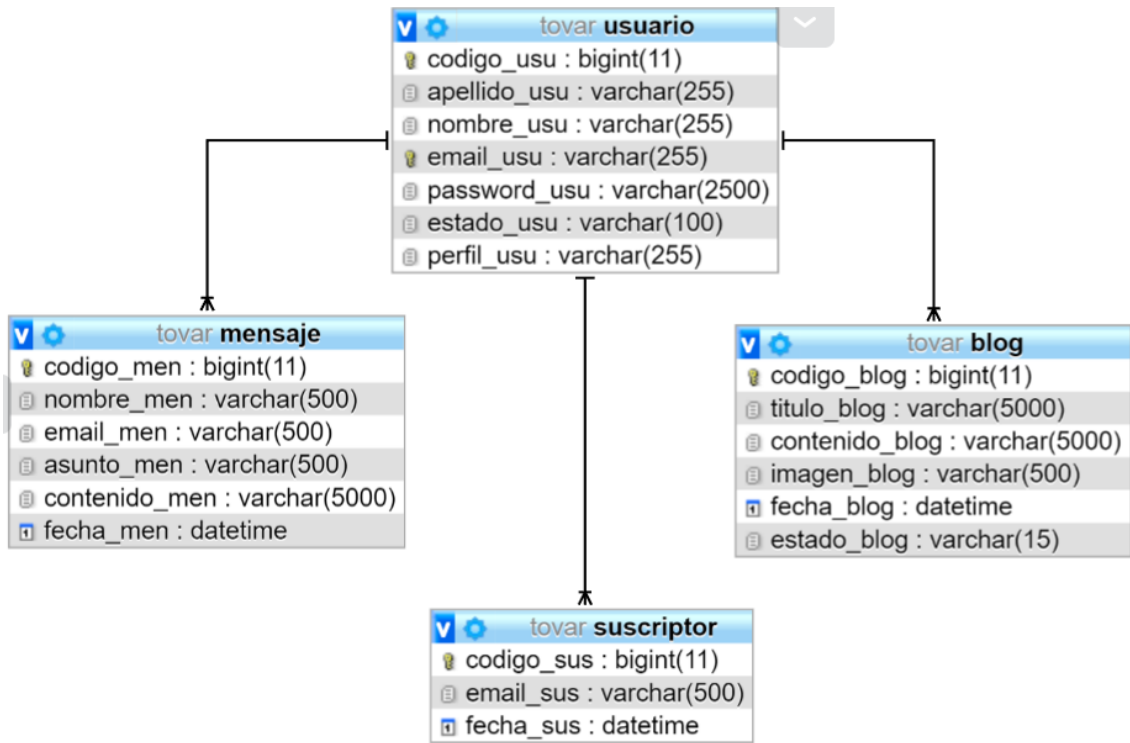 tovar usuario
codigo_usu : bigint(11)
apellido_usu : varchar(255)
nombre_usu : varchar(255)
email_usu : varchar(255)
password_usu : varchar(2500)
estado_usu : varchar(100)
perfil_usu : varchar(255)
tovar mensaje
codigo_men : bigint(11)
nombre_men : varchar(500)
email_men : varchar(500)
asunto_men : varchar(500)
contenido_men : varchar(5000)
fecha_men : datetime
tovar blog
codigo_blog : bigint(11)
titulo_blog : varchar(5000)
contenido_blog : varchar(5000)
imagen_blog : varchar(500)
fecha_blog : datetime
estado_blog : varchar(15)
tovar suscriptor
codigo_sus : bigint(11)
email_sus : varchar(500)
fecha_sus : datetime